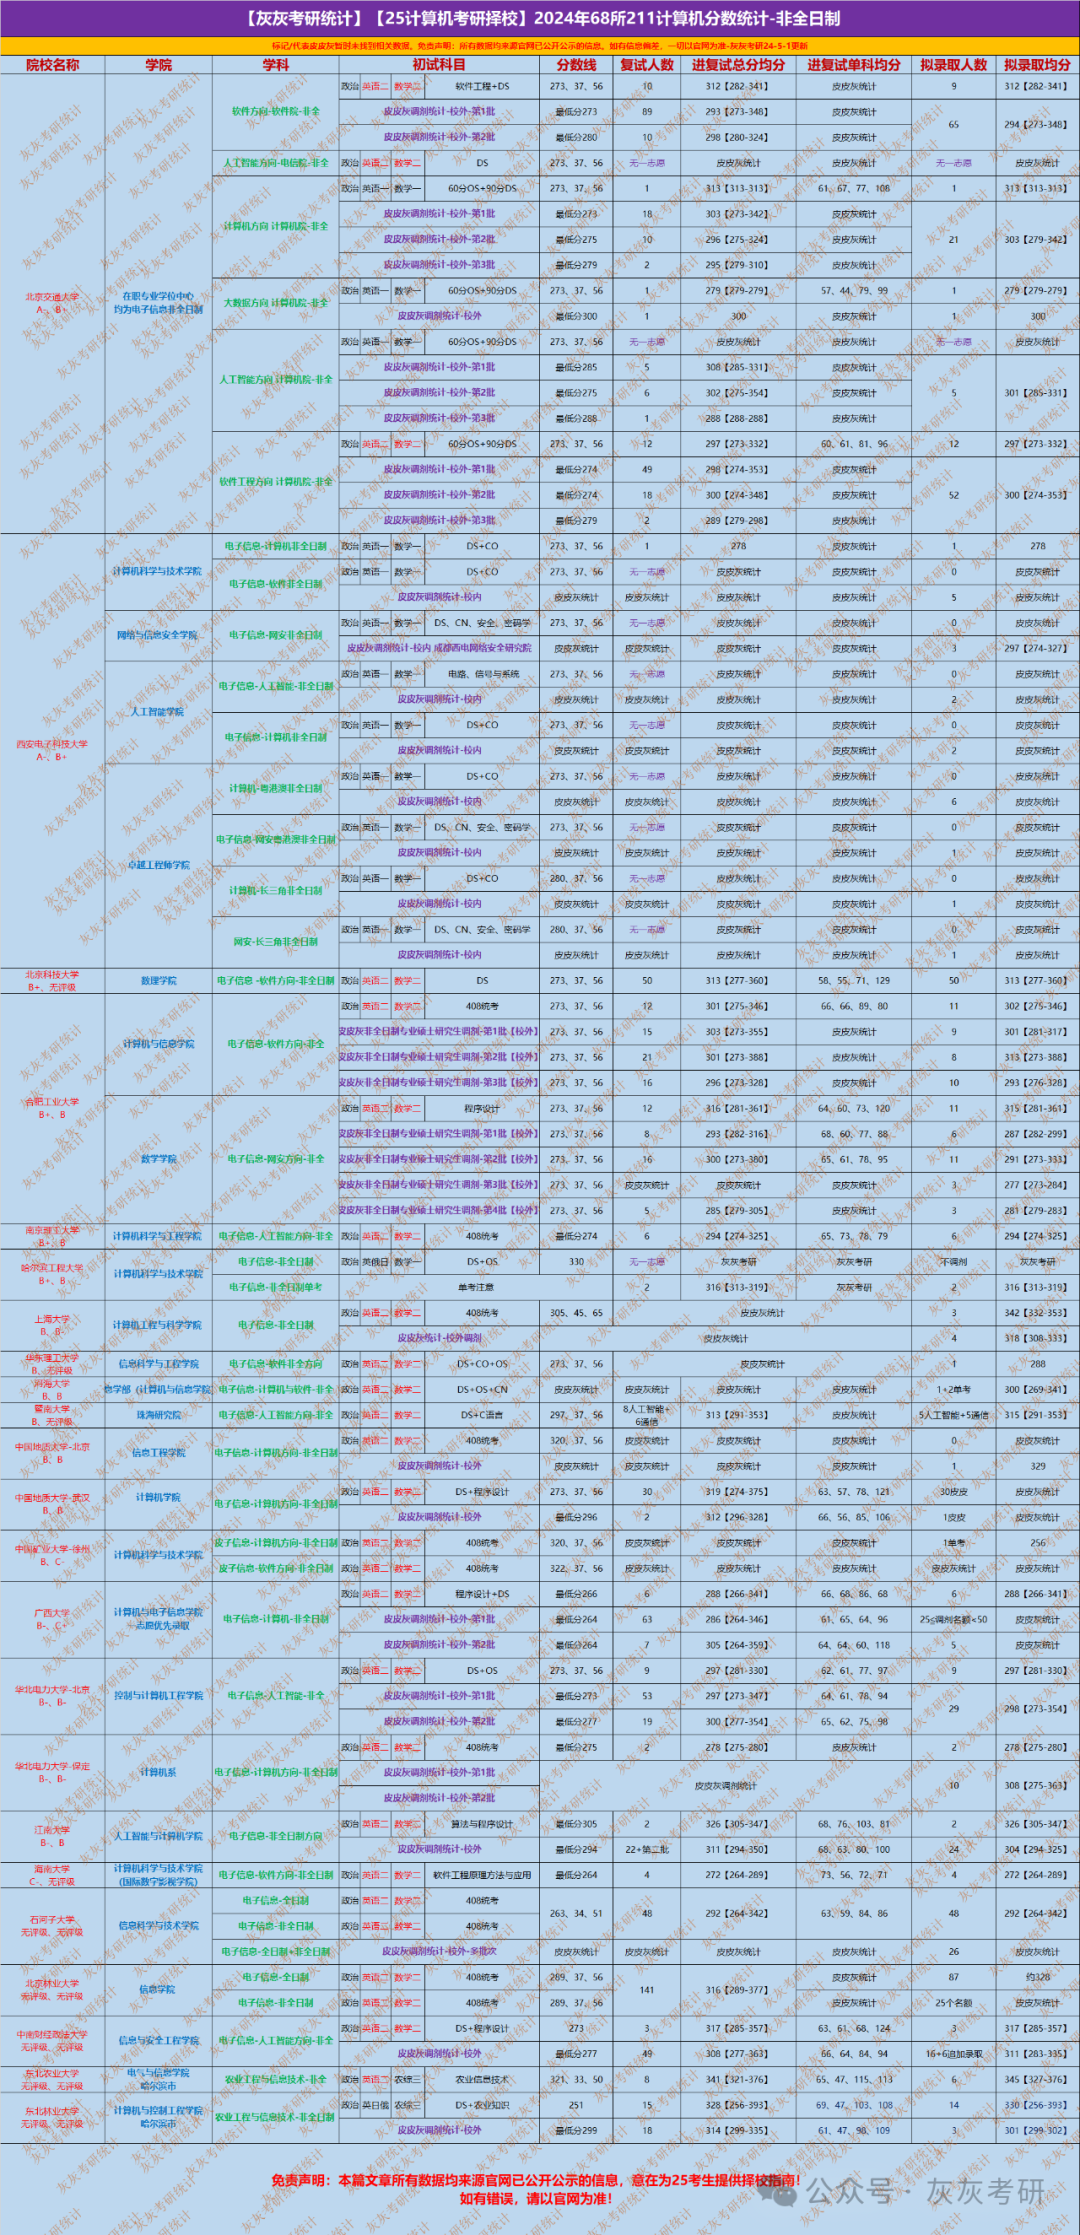 【灰灰考研统计】【25计算机考研择校】2024年68所211计算机分数统计-非全日制
标记/代表皮皮灰暂时未找到相关数据。免责声明：所有数据均来源官网已公开公示的信息，如有信息偏差，一切以官网为准-灰灰考研24-5-1更新
院校名称 学院 学科 初试科目 分数线 复试人数 进复试总分均分 进复试单科均分 拟录取人数 拟录取均分
北京交通大学 A-、B+ 在职专业学位中心 均为电子信息非全日制
软件方向-软件院-非全 政治 英语二 数学二 软件工程+DS 273、37、56 10 312【282-341】 皮皮灰统计 9 312【282-341】
皮皮灰调剂统计-校外-第1批 最低分273 89 293【273-348】 皮皮灰统计 65 294【273-348】
皮皮灰调剂统计-校外-第2批 最低分280 10 298【280-324】 皮皮灰统计
人工智能方向-电信院-非全 政治 英语二 数学二 DS 273、37、56 无一志愿 皮皮灰统计 皮皮灰统计 无一志愿 皮皮灰统计
计算机方向 计算机院-非全 政治 英语一 数学一 60分OS+90分DS 273、37、56 1 313【313-313】 61、67、77、108 1 313【313-313】
皮皮灰调剂统计-校外-第1批 最低分273 18 303【273-342】 皮皮灰统计 21 303【279-342】
皮皮灰调剂统计-校外-第2批 最低分275 10 296【275-324】 皮皮灰统计
皮皮灰调剂统计-校外-第3批 最低分279 2 295【279-310】 皮皮灰统计
大数据方向 计算机院-非全 政治 英语一 数学一 60分OS+90分DS 273、37、56 1 279【279-279】 57、44、79、99 1 279【279-279】
皮皮灰调剂统计-校外 最低分300 1 300 皮皮灰统计 1 300
人工智能方向 计算机院-非全 政治 英语一 数学一 60分OS+90分DS 273、37、56 无一志愿 皮皮灰统计 皮皮灰统计 无一志愿 皮皮灰统计
皮皮灰调剂统计-校外-第1批 最低分285 5 308【285-331】 皮皮灰统计 5 301【285-331】
皮皮灰调剂统计-校外-第2批 最低分275 6 302【275-354】 皮皮灰统计
皮皮灰调剂统计-校外-第3批 最低分288 1 288【288-288】 皮皮灰统计
软件工程方向 计算机院-非全 政治 英语二 数学二 60分OS+90分DS 273、37、56 12 297【273-332】 60、61、81、96 12 297【273-332】
皮皮灰调剂统计-校外-第1批 最低分274 49 298【274-353】 皮皮灰统计 52 300【274-353】
皮皮灰调剂统计-校外-第2批 最低分274 18 300【274-348】 皮皮灰统计
皮皮灰调剂统计-校外-第3批 最低分279 2 289【279-298】 皮皮灰统计
西安电子科技大学 A-、B+
计算机科学与技术学院 电子信息-计算机非全日制 政治 英语一 数学一 DS+CO 273、37、56 1 278 皮皮灰统计 1 278
电子信息-软件非全日制 政治 英语一 数学一 DS+CO 273、37、56 无一志愿 皮皮灰统计 皮皮灰统计 0 皮皮灰统计
皮皮灰调剂统计-校内 皮皮灰统计 皮皮灰统计 皮皮灰统计 皮皮灰统计 5 皮皮灰统计
网络与信息安全学院 电子信息-网安非全日制 政治 英语一 数学一 DS、CN、安全、密码学 273、37、56 无一志愿 皮皮灰统计 皮皮灰统计 0 皮皮灰统计
皮皮灰调剂统计-校内 成都西电网络安全研究院 皮皮灰统计 皮皮灰统计 皮皮灰统计 皮皮灰统计 3 297【274-327】
人工智能学院 电子信息-人工智能-非全日制 政治 英语一 数学一 电路、信号与系统 273、37、56 无一志愿 皮皮灰统计 皮皮灰统计 0 皮皮灰统计
皮皮灰调剂统计-校内 皮皮灰统计 皮皮灰统计 皮皮灰统计 皮皮灰统计 2 皮皮灰统计
电子信息-计算机非全日制 政治 英语一 数学一 DS+CO 273、37、56 无一志愿 皮皮灰统计 皮皮灰统计 0 皮皮灰统计
皮皮灰调剂统计-校内 皮皮灰统计 皮皮灰统计 皮皮灰统计 皮皮灰统计 2 皮皮灰统计
卓越工程师学院 计算机-粤港澳非全日制 政治 英语一 数学一 DS+CO 273、37、56 无一志愿 皮皮灰统计 皮皮灰统计 0 皮皮灰统计
皮皮灰调剂统计-校内 皮皮灰统计 皮皮灰统计 皮皮灰统计 皮皮灰统计 6 皮皮灰统计
电子信息-网安粤港澳非全日制 政治 英语一 数学一 DS、CN、安全、密码学 273、37、56 无一志愿 皮皮灰统计 皮皮灰统计 0 皮皮灰统计
皮皮灰调剂统计-校内 皮皮灰统计 皮皮灰统计 皮皮灰统计 皮皮灰统计 1 皮皮灰统计
计算机-长三角非全日制 政治 英语一 数学一 DS+CO 280、37、56 无一志愿 皮皮灰统计 皮皮灰统计 0 皮皮灰统计
皮皮灰调剂统计-校内 皮皮灰统计 皮皮灰统计 皮皮灰统计 皮皮灰统计 1 皮皮灰统计
网安-长三角非全日制 政治 英语一 数学一 DS、CN、安全、密码学 280、37、56 无一志愿 皮皮灰统计 皮皮灰统计 0 皮皮灰统计
皮皮灰调剂统计-校内 皮皮灰统计 皮皮灰统计 皮皮灰统计 皮皮灰统计 1 皮皮灰统计
北京科技大学 B+、无评级 数理学院 电子信息 -软件方向-非全日制 政治 英语二 数学二 DS 273、37、56 50 313【277-360】 58、55、71、129 50 313【277-360】
合肥工业大学 B+、B
计算机与信息学院 电子信息-软件方向-非全 政治 英语二 数学二 408统考 273、37、56 12 301【275-346】 66、66、89、80 11 302【275-346】
皮皮灰非全日制专业硕士研究生调剂-第1批【校外】 273、37、56 15 303【273-355】 皮皮灰统计 9 301【281-317】
皮皮灰非全日制专业硕士研究生调剂-第2批【校外】 273、37、56 21 301【273-388】 皮皮灰统计 8 313【273-388】
皮皮灰非全日制专业硕士研究生调剂-第3批【校外】 273、37、56 16 296【273-328】 皮皮灰统计 10 293【276-328】
数学学院 电子信息-网安方向-非全 政治 英语二 数学二 程序设计 273、37、56 12 316【281-361】 64、60、73、120 11 315【281-361】
皮皮灰非全日制专业硕士研究生调剂-第1批【校外】 273、37、56 8 293【282-316】 68、60、77、88 6 287【282-299】
皮皮灰非全日制专业硕士研究生调剂-第2批【校外】 273、37、56 16 300【273-380】 65、61、78、95 11 291【273-333】
皮皮灰非全日制专业硕士研究生调剂-第3批【校外】 273、37、56 皮皮灰统计 皮皮灰统计 皮皮灰统计 3 277【273-284】
皮皮灰非全日制专业硕士研究生调剂-第4批【校外】 273、37、56 5 285【279-305】 皮皮灰统计 3 281【279-283】
南京理工大学 B+、B 计算机科学与工程学院 电子信息-人工智能方向-非全 政治 英语二 数学二 408统考 最低分274 6 294【274-325】 65、73、78、79 6 294【274-325】
哈尔滨工程大学 B+、B 计算机科学与技术学院 电子信息-非全日制 政治 英俄日 数学一 DS+OS 330 无一志愿 灰灰考研 灰灰考研 不调剂 灰灰考研
电子信息-非全日制单考 单考注意 2 316【313-319】 灰灰考研 2 316【313-319】
上海大学 B、B- 计算机工程与科学学院 电子信息-非全日制 政治 英语二 数学二 408统考 305、45、65 皮皮灰统计 3 342【332-353】
皮皮灰统计-校外调剂 皮皮灰统计 4 318【308-333】
华东理工大学 B、无评级 信息科学与工程学院 电子信息-软件非全方向 政治 英语二 数学二 DS+CO+OS 273、37、56 皮皮灰统计 1 288
河海大学 B、B 息学部（计算机与信息学院 电子信息-计算机与软件-非全 政治 英语二 数学二 DS+OS+CN 皮皮灰统计 皮皮灰统计 皮皮灰统计 皮皮灰统计 1+2单考 300【269-341】
暨南大学 B、无评级 珠海研究院 电子信息-人工智能方向-非全 政治 英语二 数学二 DS+C语言 297、37、56 8人工智能+6通信 313【291-353】 皮皮灰统计 5人工智能+5通信 315【291-353】
中国地质大学-北京 B、B 信息工程学院 电子信息-计算机方向-非全日制 政治 英语二 数学二 408统考 320、37、56 皮皮灰统计 皮皮灰统计 皮皮灰统计 0 皮皮灰统计
皮皮灰调剂统计-校外 皮皮灰统计 皮皮灰统计 皮皮灰统计 皮皮灰统计 1 329
中国地质大学-武汉 B、B 计算机学院 电子信息-计算机方向-非全日制 政治 英语二 数学二 DS+程序设计 273、37、56 30 319【274-375】 63、57、78、121 30皮皮 皮皮灰统计
皮皮灰调剂统计-校外 最低分296 2 312【296-328】 66、56、85、106 1皮皮 皮皮灰统计
中国矿业大学-徐州 B、C- 计算机科学与技术学院 皮子信息-计算机方向-非全日制 政治 英语二 数学二 408统考 320、37、56 皮皮灰统计 皮皮灰统计 皮皮灰统计 1单考 256
皮子信息-软件方向-非全日制 政治 英语二 数学二 408统考 322、37、56 皮皮灰统计 皮皮灰统计 皮皮灰统计 皮皮灰统计 皮皮灰统计
广西大学 B-、C+ 计算机与电子信息学院 一志愿优先录取 电子信息-计算机-非全日制 政治 英语二 数学二 程序设计+DS 最低分266 6 288【266-341】 66、68、86、68 6 288【266-341】
皮皮灰调剂统计-校外-第1批 最低分264 63 286【264-346】 61、65、64、96 25≤调剂名额<50 皮皮灰统计
皮皮灰调剂统计-校外-第2批 最低分264 7 305【264-359】 64、64、60、118 5 皮皮灰统计
华北电力大学-北京 B-、B- 控制与计算机工程学院 电子信息-人工智能-非全 政治 英语二 数学二 DS+OS 273、37、56 9 297【281-330】 62、61、77、97 9 297【281-330】
皮皮灰调剂统计-校外-第1批 最低分273 53 297【273-347】 64、61、78、94 29 298【273-354】
皮皮灰调剂统计-校外-第2批 最低分277 19 300【277-354】 65、62、75、98
华北电力大学-保定 B-、B- 计算机系 电子信息-计算机方向-非全日制 政治 英语二 数学二 408统考 最低分275 2 278【275-280】 皮皮灰统计 2 278【275-280】
皮皮灰调剂统计-校外-第1批 皮皮灰调剂统计 10 308【275-363】
皮皮灰调剂统计-校外-第2批
江南大学 B-、B 人工智能与计算机学院 电子信息-非全日制方向 政治 英语二 数学二 算法与程序设计 最低分305 2 326【305-347】 68、76、103、81 2 326【305-347】
皮皮灰调剂统计-校外 最低分294 22+第二批 311【294-350】 68、63、80、100 24 304【294-325】
海南大学 C-、无评级 计算机科学与技术学院（国际数字影视学院） 电子信息-软件方向-非全日制 政治 英语二 数学二 软件工程原理方法与应用 最低分264 4 272【264-289】 73、56、72、71 4 272【264-289】
石河子大学 无评级、无评级 信息科学与技术学院 电子信息-全日制 政治 英语二 数学二 408统考 263、34、51 48 292【264-342】 63、59、84、86 48 292【264-342】
电子信息-非全日制 政治 英语二 数学二 408统考
电子信息-全日制+非全日制 皮皮灰调剂统计-校外-多批次 皮皮灰统计 皮皮灰统计 皮皮灰统计 皮皮灰统计 26 皮皮灰统计
北京林业大学 无评级、无评级 信息学院 电子信息-全日制 政治 英语二 数学二 408统考 289、37、56 141 316【289-377】 皮皮灰统计 87 约328
电子信息-非全日制 政治 英语二 数学二 408统考 289、37、56 皮皮灰统计 25个名额 皮皮灰统计
中南财经政法大学 无评级、无评级 信息与安全工程学院 电子信息-人工智能方向-非全 政治 英语二 数学二 DS+程序设计 273 3 317【285-357】 63、61、68、124 3 317【285-357】
皮皮灰调剂统计-校外 最低分277 49 308【277-363】 66、64、84、94 16+6追加录取 311【283-335】
东北农业大学 无评级、无评级 电气与信息学院 哈尔滨市 农业工程与信息技术-非全 政治 英语二 农综三 农业信息技术 321、33、50 8 341【321-376】 65、47、115、113 6 345【327-376】
东北林业大学 无评级、无评级 计算机与控制工程学院 哈尔滨市 农业工程与信息技术-非全日制 政治 英日俄 农综三 DS+农业知识 251 15 328【256-393】 69、47、103、108 14 330【256-393】
皮皮灰调剂统计-校外 最低分299 18 314【299-335】 61、47、98、109 3 301【299-302】
免责声明：本篇文章所有数据均来源官网已公开公示的信息，意在为25考生提供择校指南！
如有错误，请以官网为准！
公众号·灰灰考研